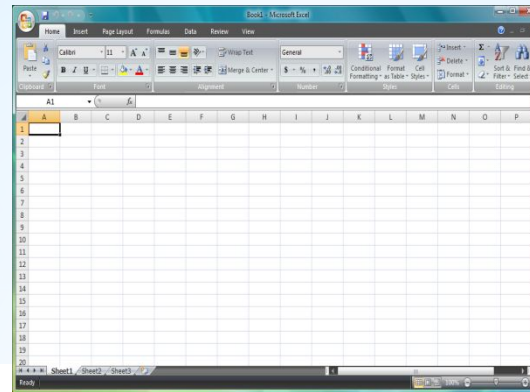 Book1 - Microsoft Excel
Home Insert Page Layout Formulas Data Review View
Calibri 11 A A Wrap Text General Insert Σ
Paste B I U A Merge & Center $ % , Conditional Formatting Format as Table Cell Styles Delete Format Sort & Filter Find & Select
Clipboard Font Alignment Number Styles Cells Editing
A1 fx
A B C D E F G H I J K L M N O P
1
2
3
4
5
6
7
8
9
10
11
12
13
14
15
16
17
18
19
20
Sheet1 Sheet2 Sheet3
Ready 100%